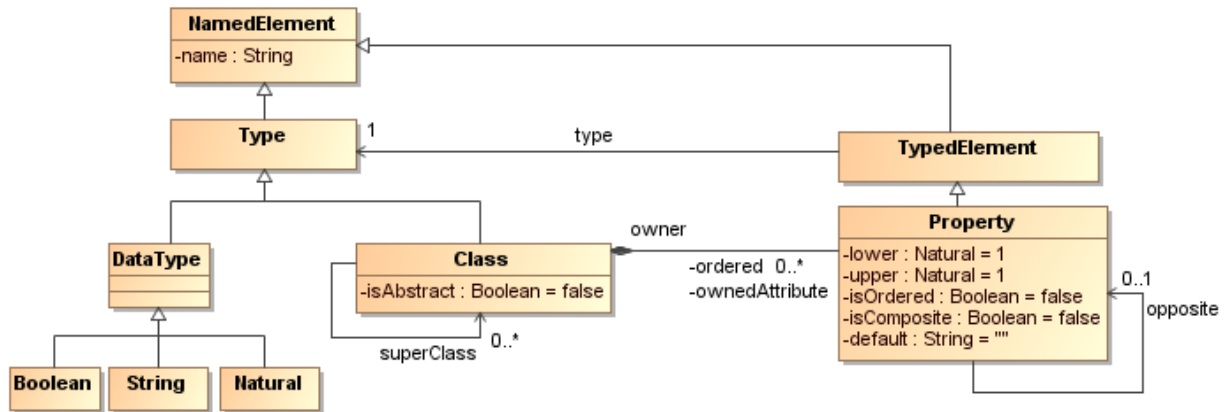 NamedElement
-name : String
Type
1
type
TypedElement
DataType
Class
-isAbstract : Boolean = false
superClass
0..*
owner
-ordered 0..*
-ownedAttribute
Property
-lower : Natural = 1
-upper : Natural = 1
-isOrdered : Boolean = false
-isComposite : Boolean = false
-default : String = ""
0..1
opposite
Boolean
String
Natural